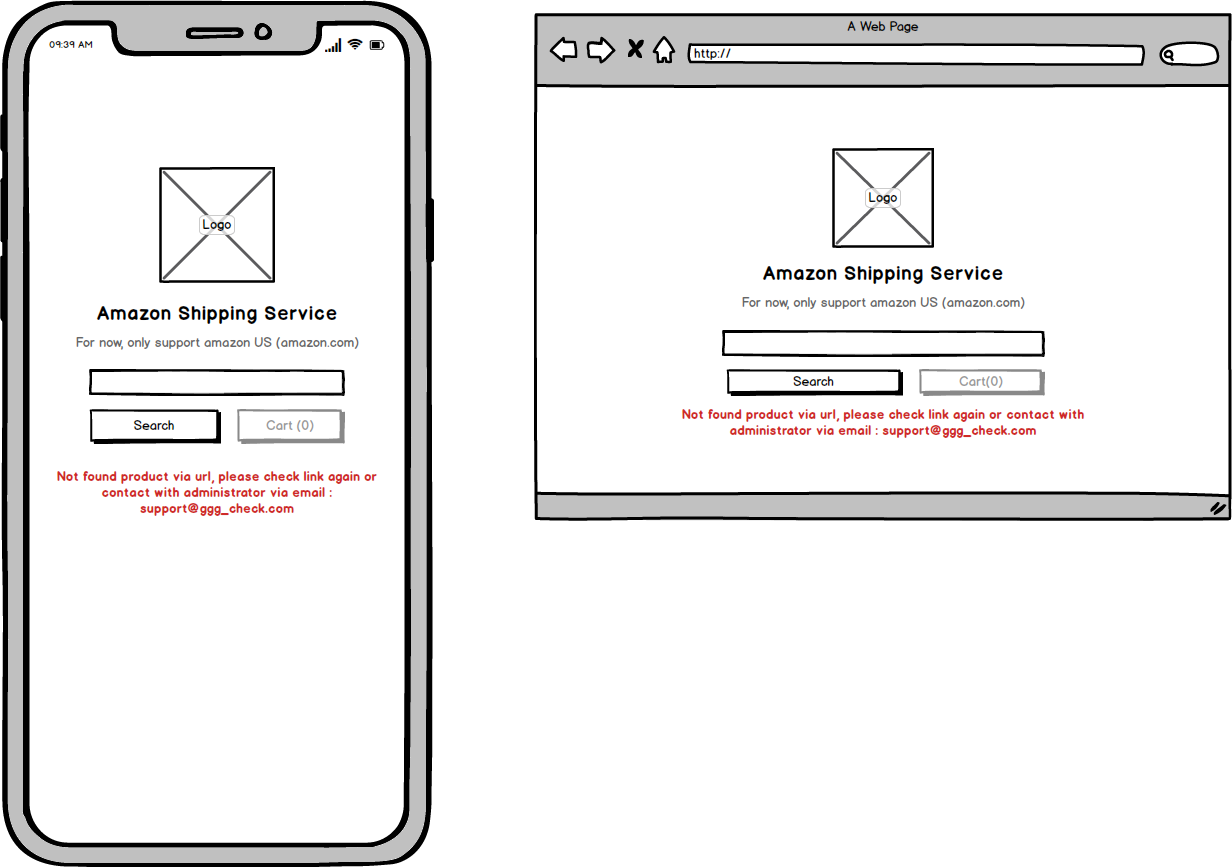 09:39 AM
Logo
Amazon Shipping Service
For now, only support amazon US (amazon.com)
Search
Cart (0)
Not found product via url, please check link again or
contact with administrator via email :
support@ggg_check.com
A Web Page
http://
Logo
Amazon Shipping Service
For now, only support amazon US (amazon.com)
Search
Cart(0)
Not found product via url, please check link again or contact with
administrator via email : support@ggg_check.com